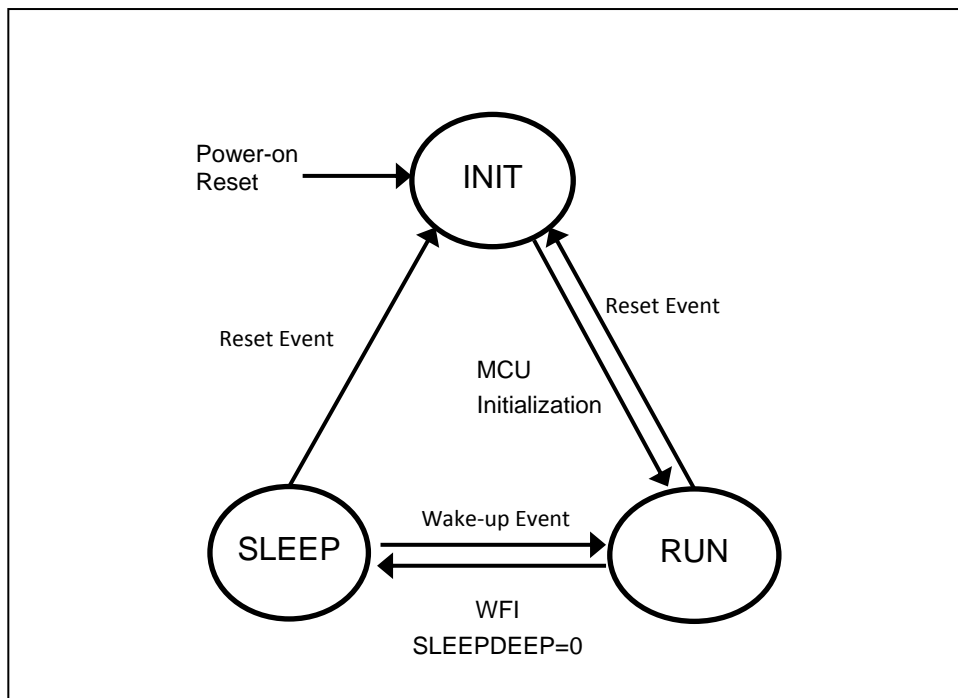 INIT
Power-on
Reset
Reset Event
Reset Event
MCU
Initialization
SLEEP
Wake-up Event
RUN
WFI
SLEEPDEEP=0